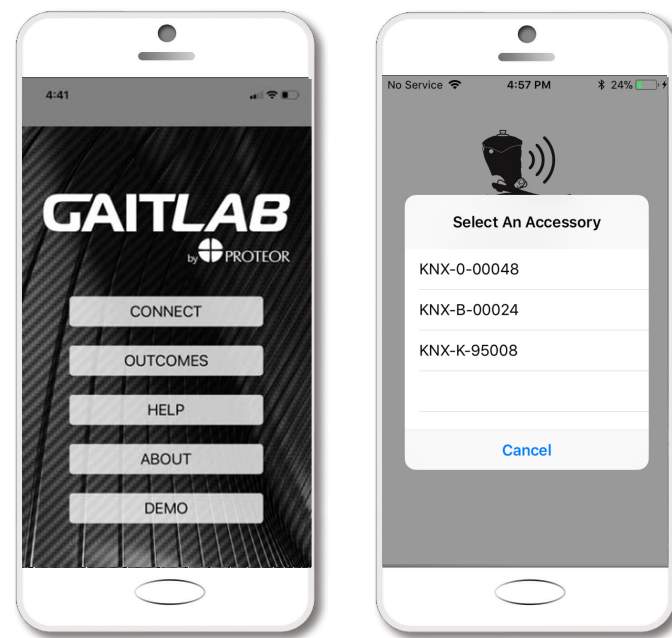 4:41
GAITLAB
by PROTEOR
CONNECT
OUTCOMES
HELP
ABOUT
DEMO
No Service 4:57 PM 24%
Select An Accessory
KNX-0-00048
KNX-B-00024
KNX-K-95008
Cancel